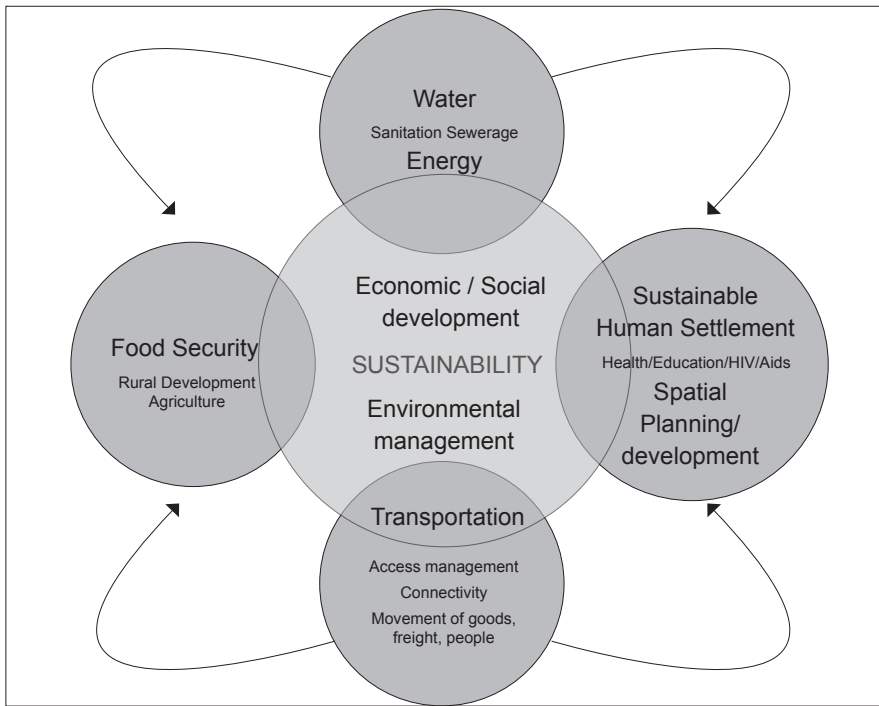 Water
Sanitation Sewerage
Energy
Economic / Social
development
SUSTAINABILITY
Environmental
management
Food Security
Rural Development
Agriculture
Sustainable
Human Settlement
Health/Education/HIV/Aids
Spatial
Planning/
development
Transportation
Access management
Connectivity
Movement of goods,
freight, people